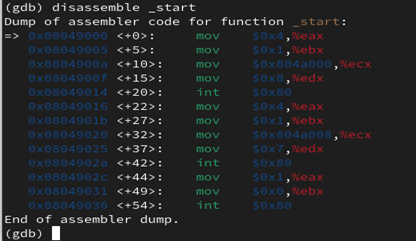 (gdb) disassemble _start
Dump of assembler code for function _start:
=> 0x08049000 <+0>: mov $0x4,%eax
0x08049005 <+5>: mov $0x1,%ebx
0x0804900a <+10>: mov $0x804a000,%ecx
0x0804900f <+15>: mov $0x8,%edx
0x08049014 <+20>: int $0x80
0x08049016 <+22>: mov $0x4,%eax
0x0804901b <+27>: mov $0x1,%ebx
0x08049020 <+32>: mov $0x804a008,%ecx
0x08049025 <+37>: mov $0x7,%edx
0x0804902a <+42>: int $0x80
0x0804902c <+44>: mov $0x1,%eax
0x08049031 <+49>: mov $0x0,%ebx
0x08049036 <+54>: int $0x80
End of assembler dump.
(gdb)